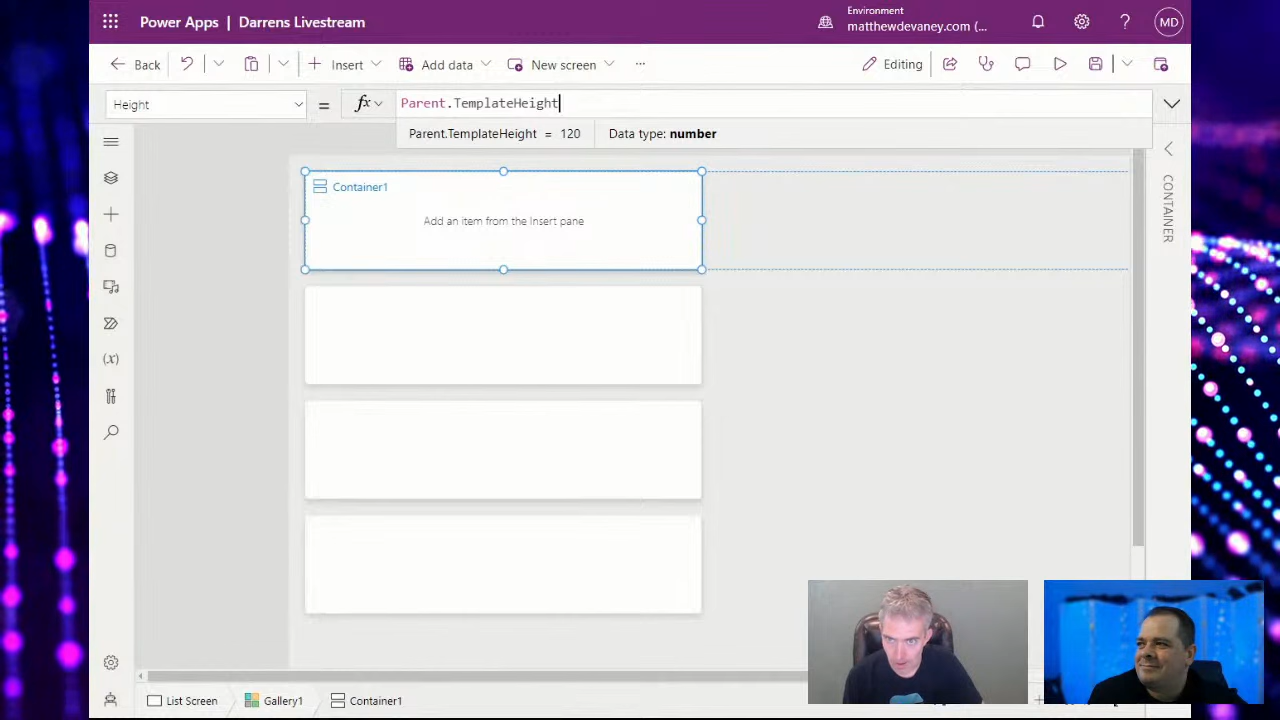 Power Apps | Darrens Livestream
Environment
matthewdevaney.com (...
MD
Back
Insert
Add data
New screen
Editing
Height
=
fx
Parent.TemplateHeight
Parent.TemplateHeight = 120
Data type: number
Container1
Add an item from the Insert pane
CONTAINER
(x)
List Screen
Gallery1
Container1